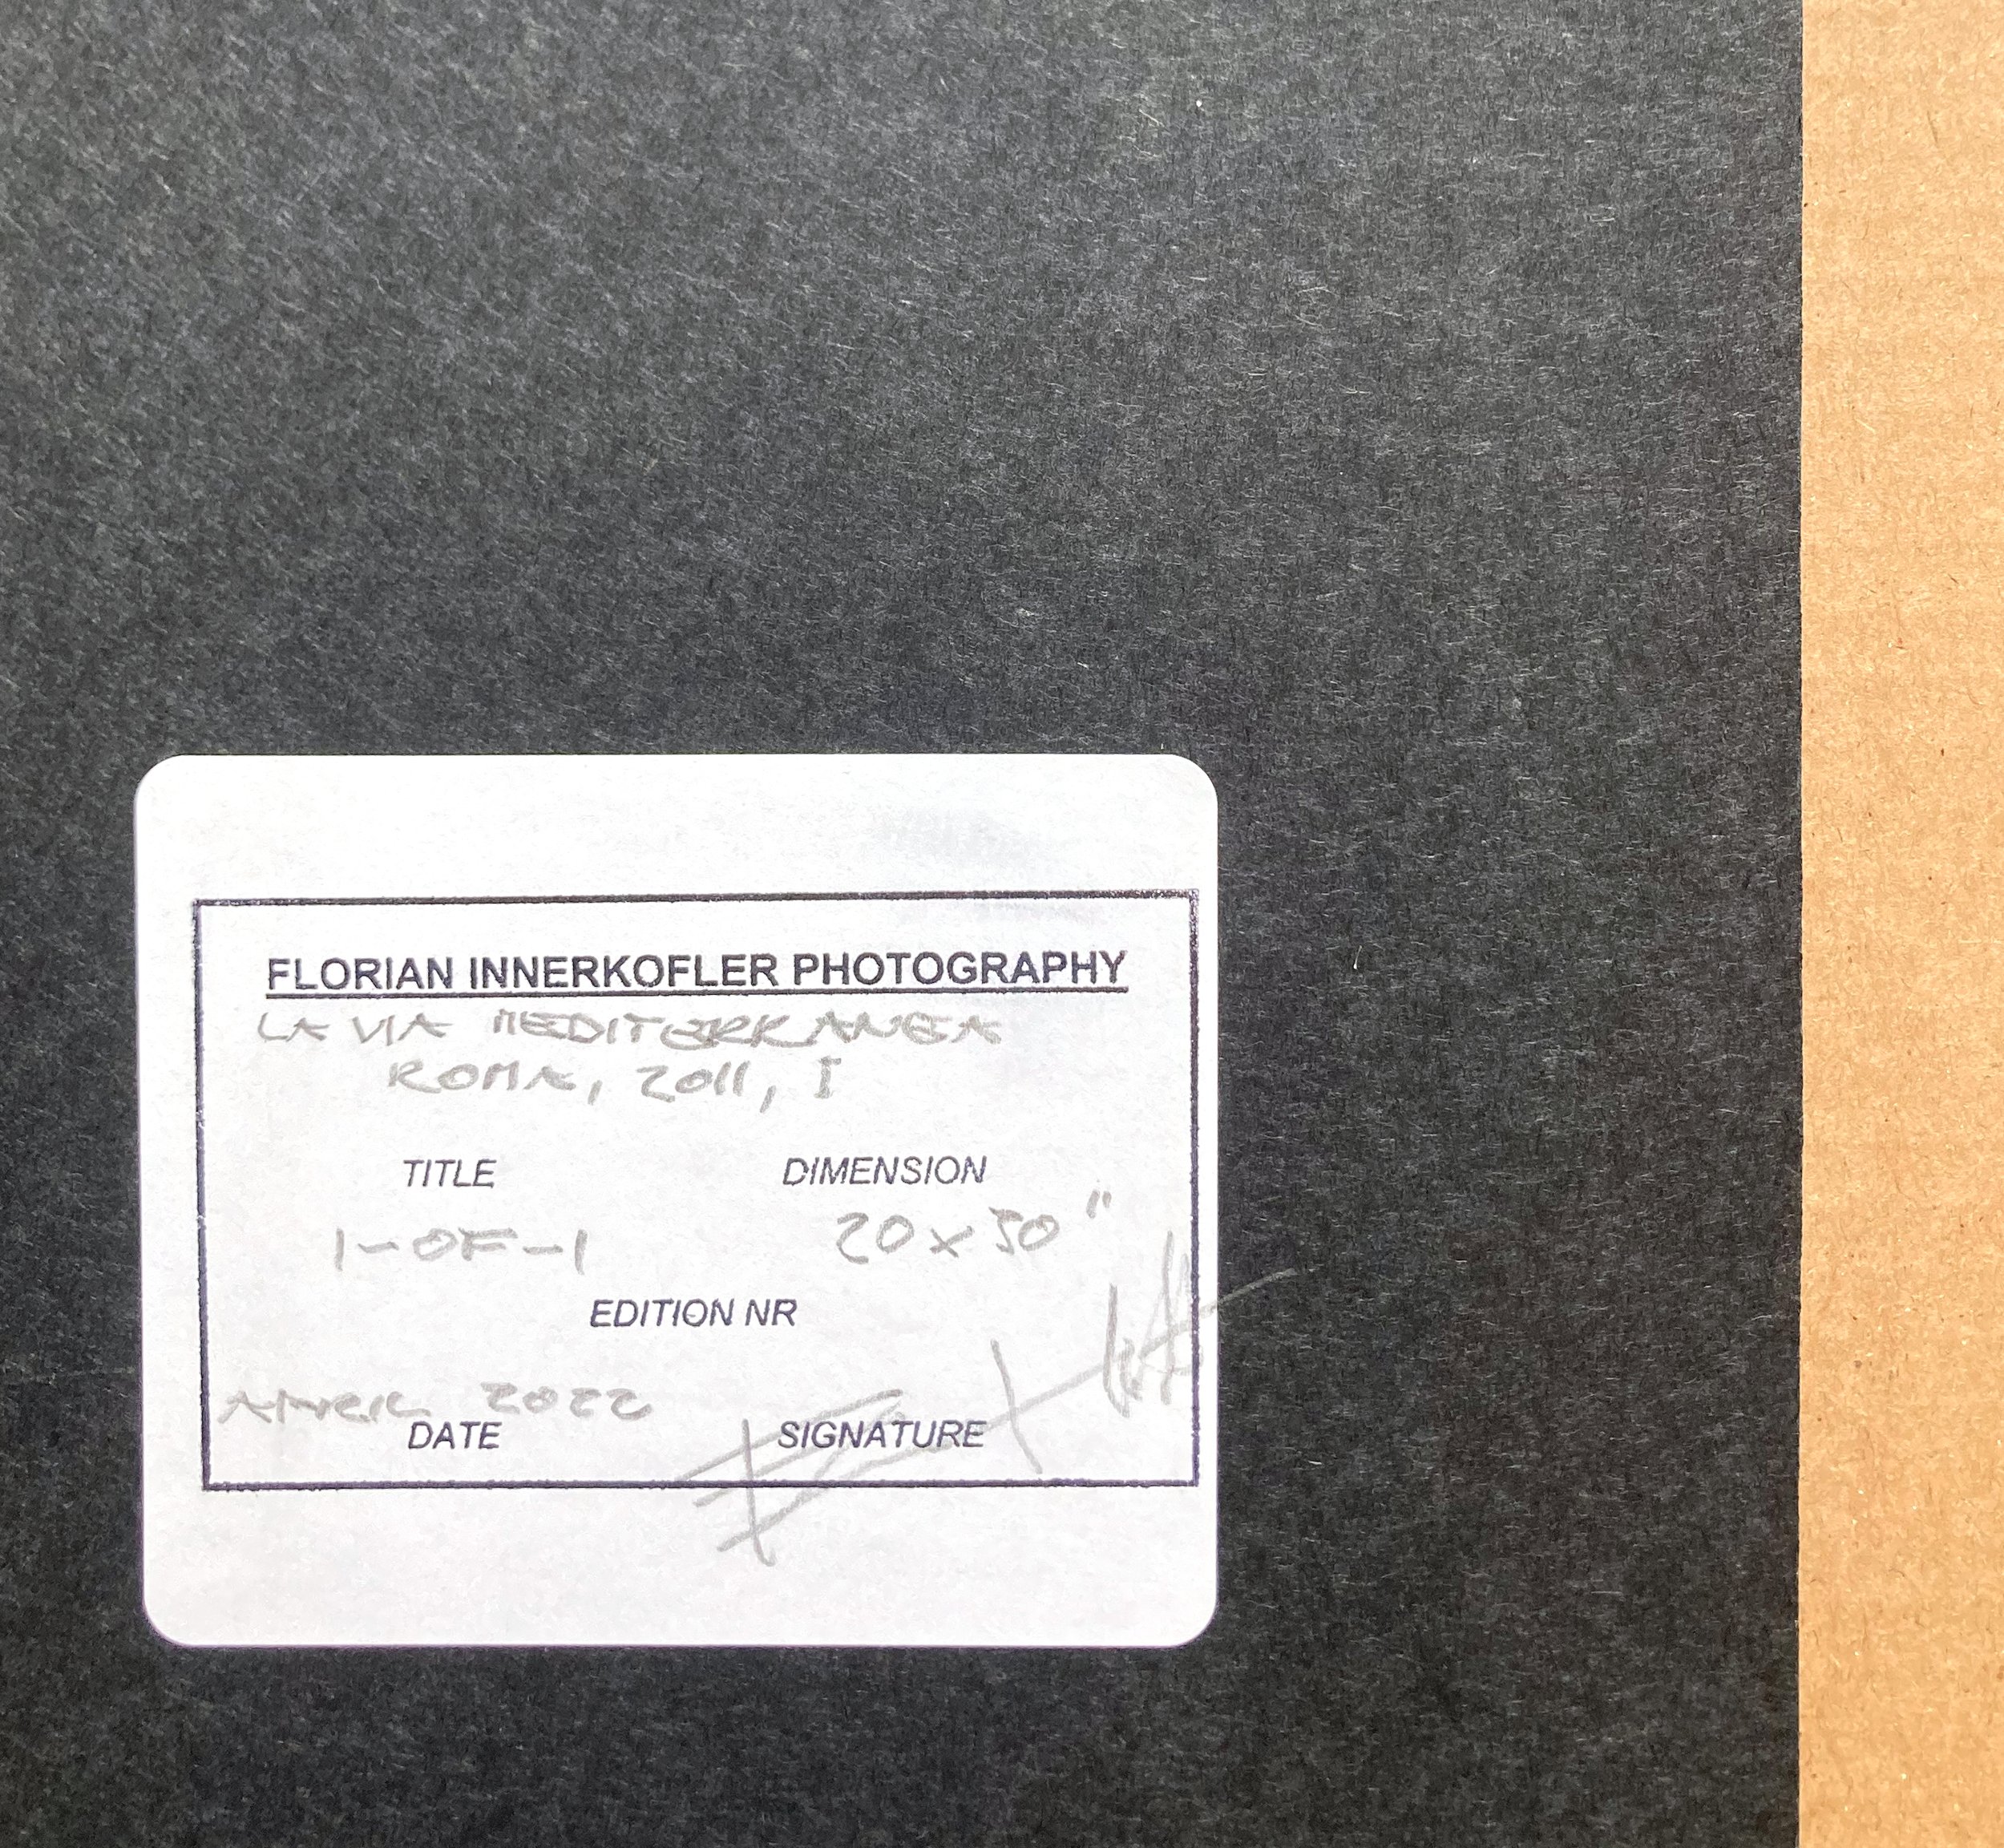 FLORIAN INNERKOFLER PHOTOGRAPHY
LA VIA MEDITERRANEA
ROMA, 2011, I
TITLE DIMENSION
1-OF-1 20x30"
EDITION NR
APRIL 2022
DATE SIGNATURE